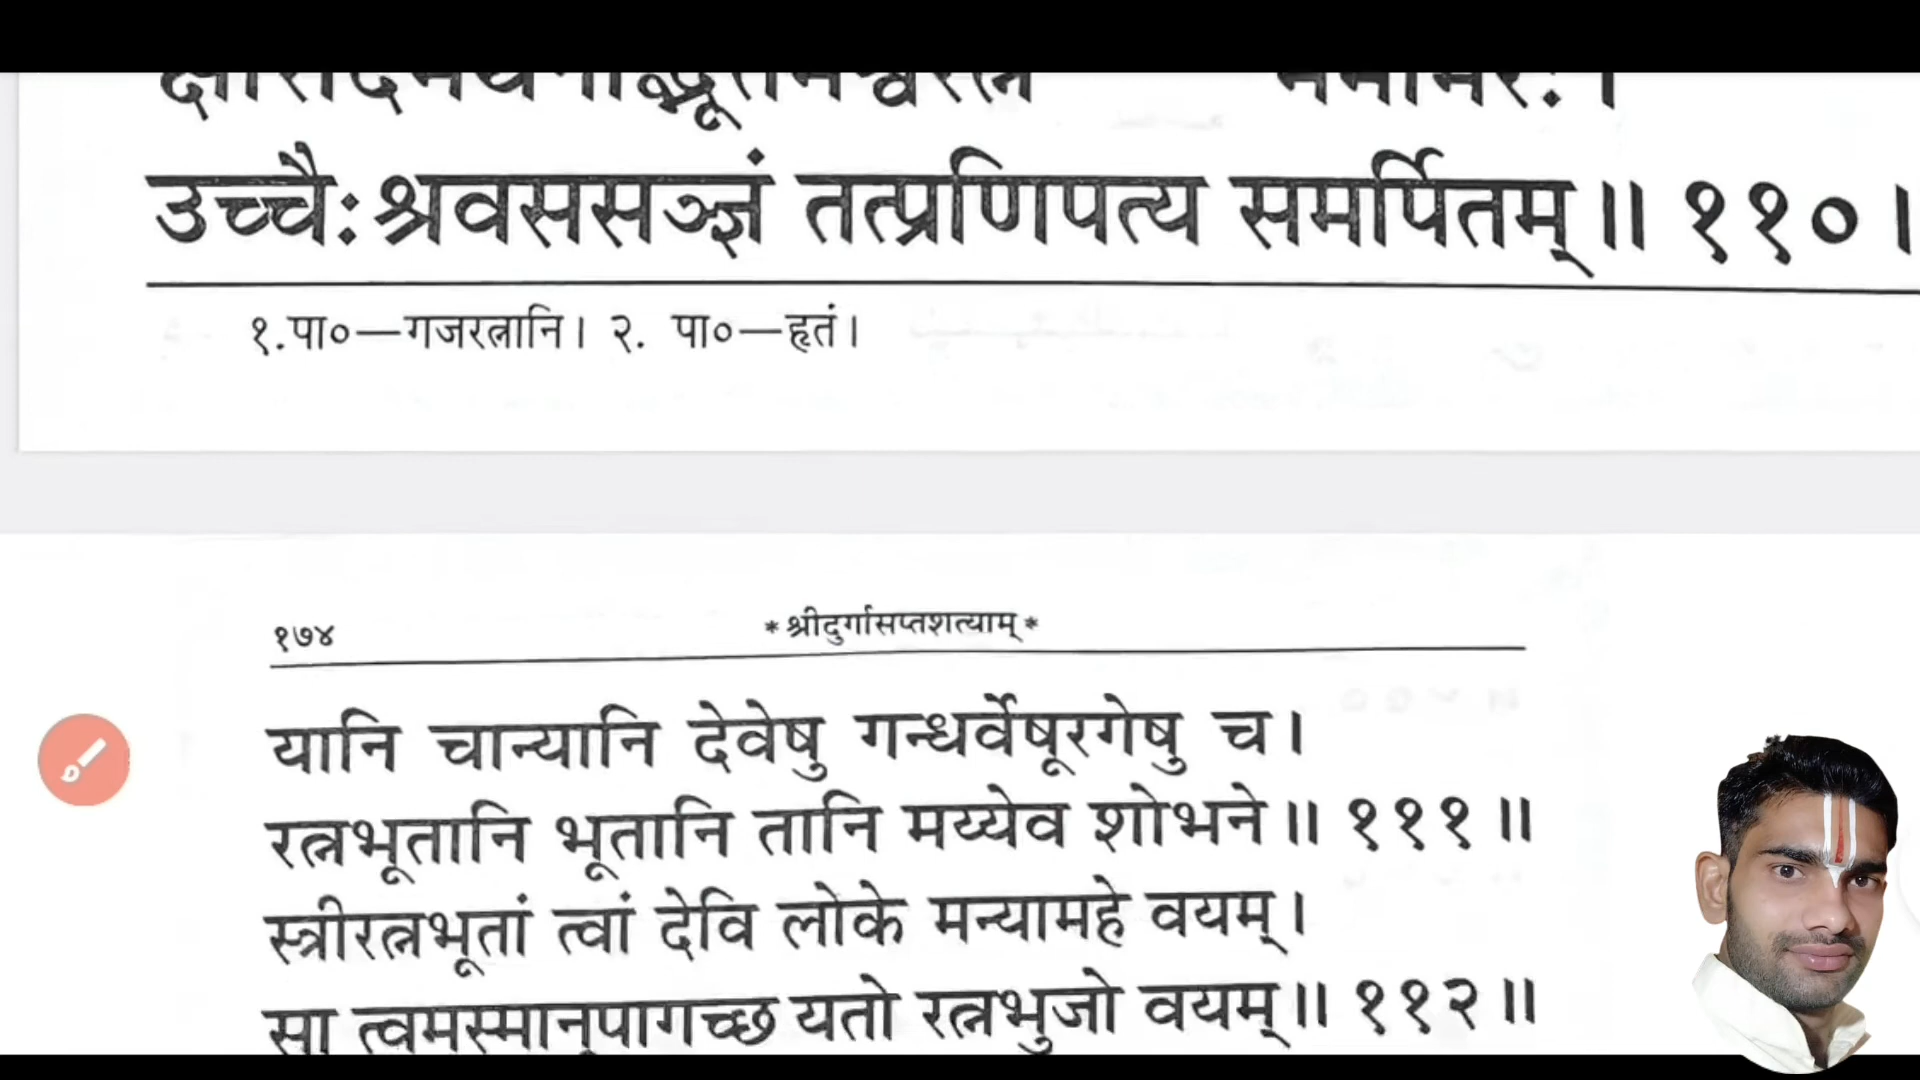 उच्चैःश्रवससञ्ज्ञं तत्प्रणिपत्य समर्पितम्॥ ११०।
१.पा०—गजरत्नानि। २. पा०—हृतं।
१७४ *श्रीदुर्गासप्तशत्याम्*
यानि चान्यानि देवेषु गन्धर्वेषूरगेषु च।
रत्नभूतानि भूतानि तानि मय्येव शोभने॥ १११॥
स्त्रीरत्नभूतां त्वां देवि लोके मन्यामहे वयम्।
सा त्वमस्मानुपागच्छ यतो रत्नभुजो वयम्॥ ११२॥